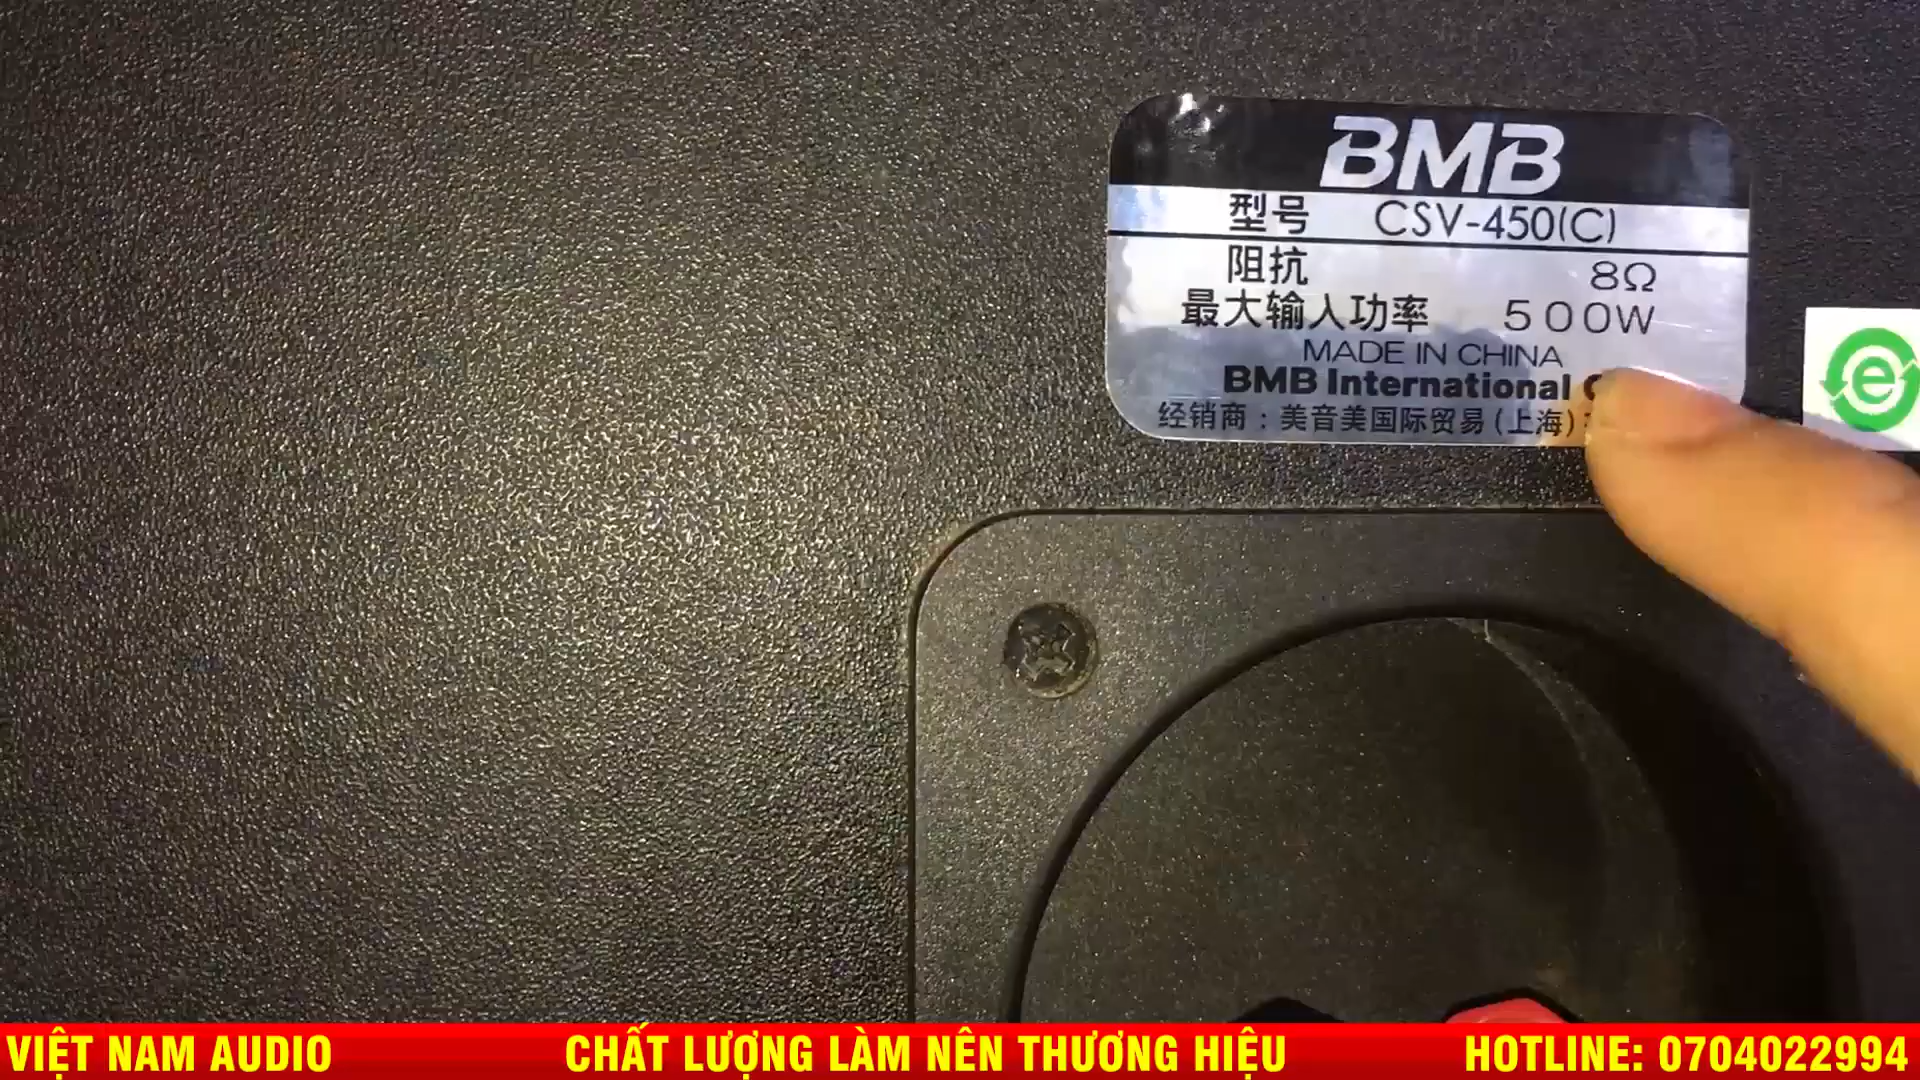 BMB
型号 CSV-450(C)
阻抗 8Ω
最大输入功率 500W
MADE IN CHINA
BMB International
经销商：美音美国际贸易(上海)
e
VIỆT NAM AUDIO
CHẤT LƯỢNG LÀM NÊN THƯƠNG HIỆU
HOTLINE: 0704022994